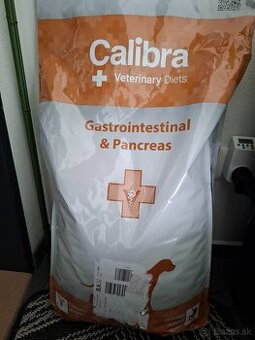 Calibra
Veterinary Diets
Gastrointestinal
& Pancreas
Bazos.sk